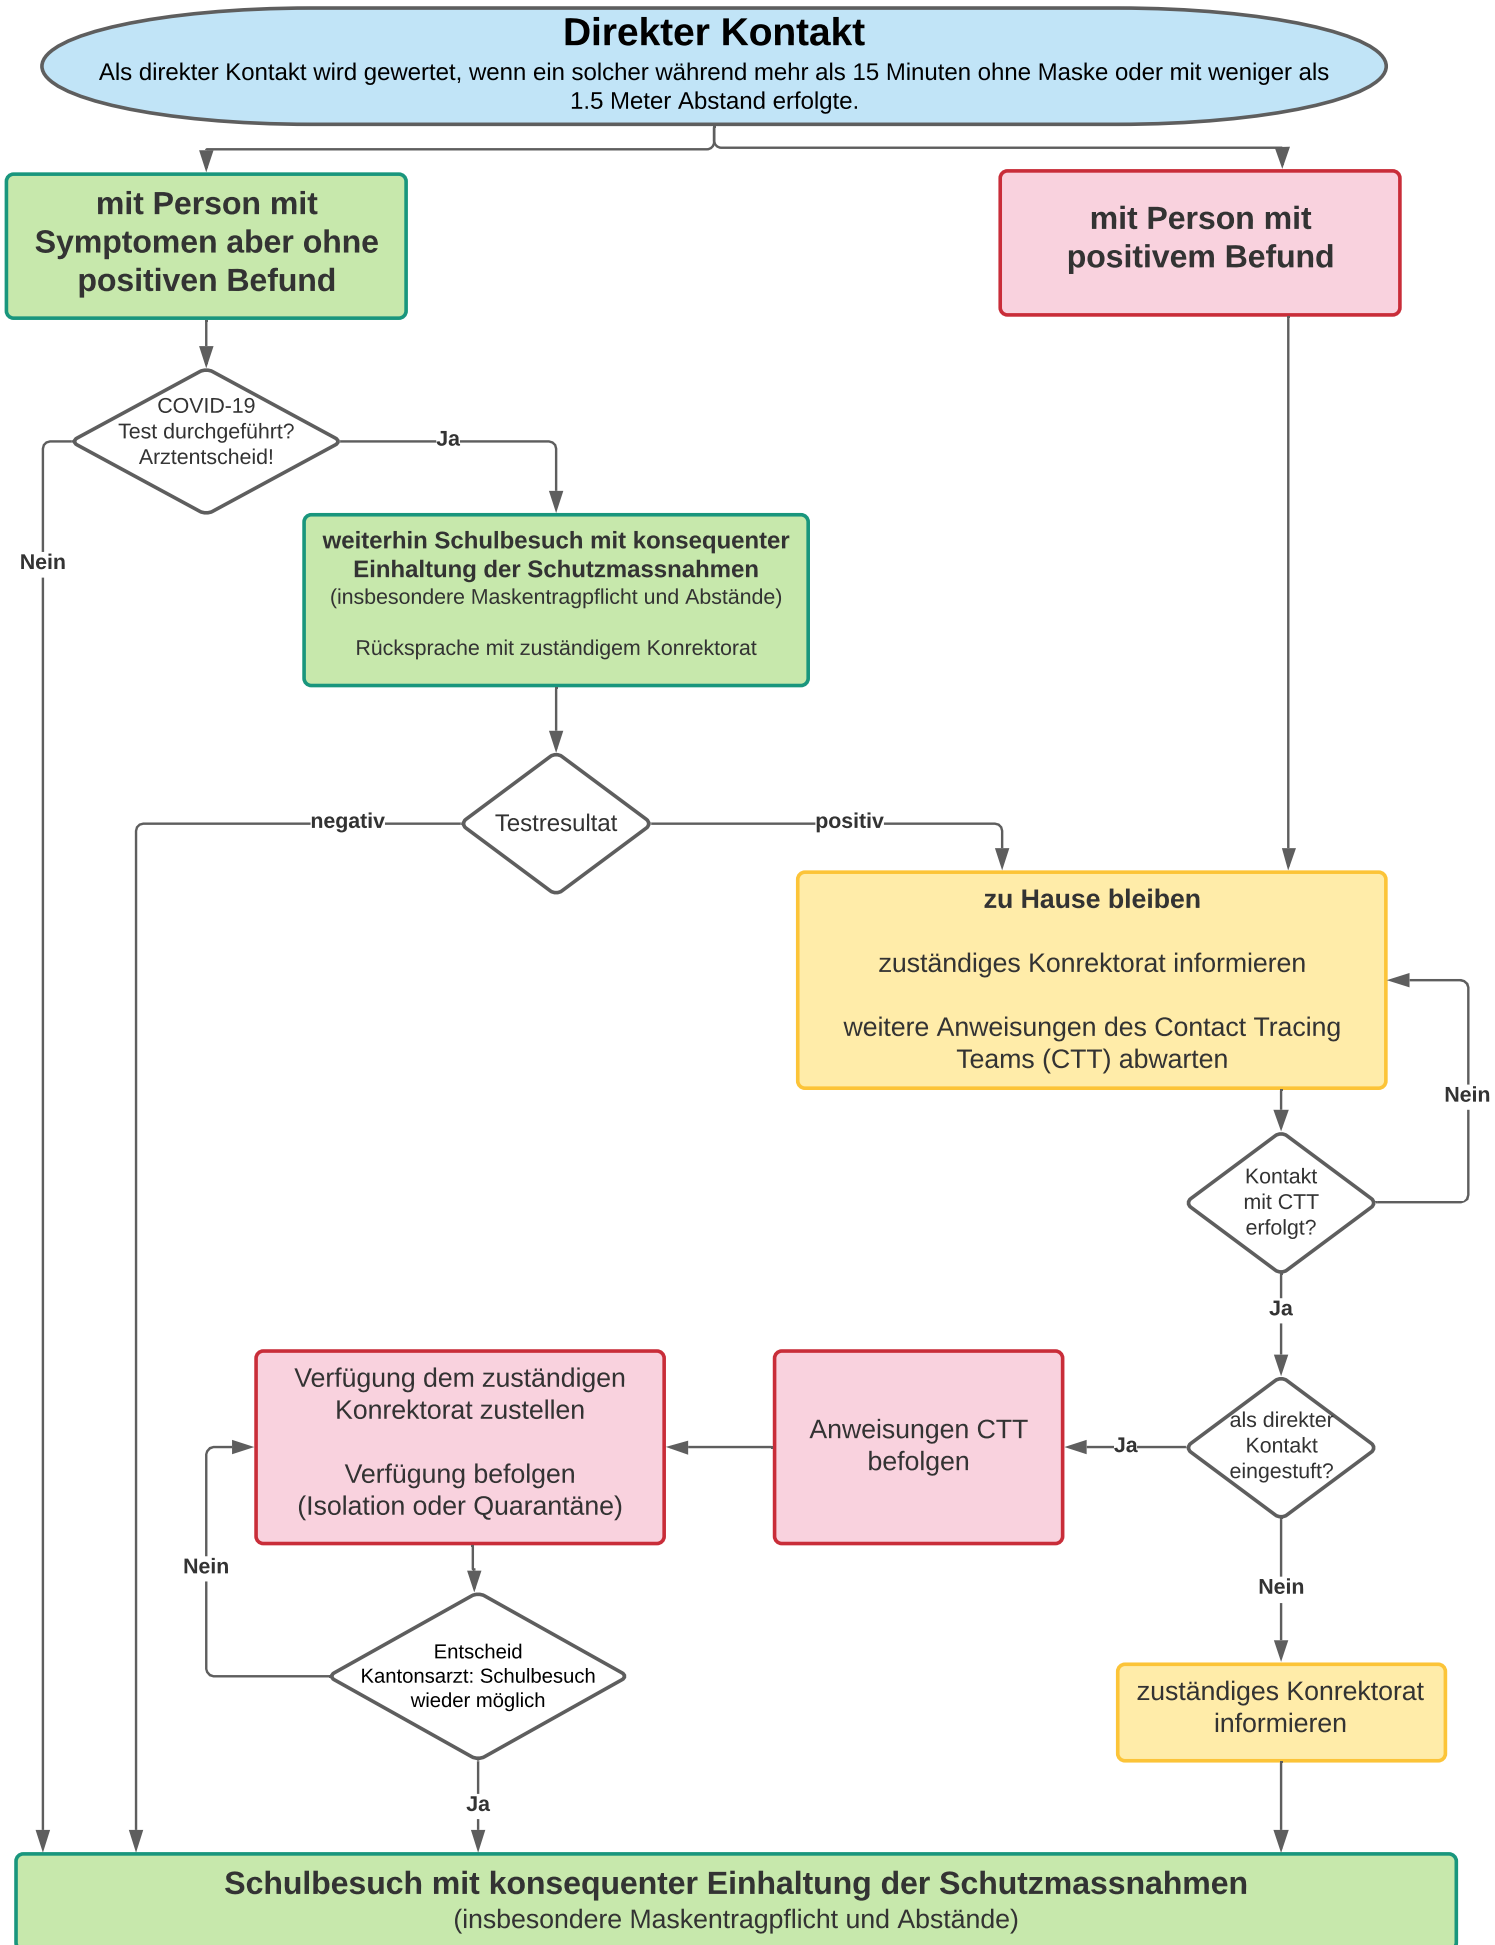 Direkter Kontakt
Als direkter Kontakt wird gewertet, wenn ein solcher während mehr als 15 Minuten ohne Maske oder mit weniger als
1.5 Meter Abstand erfolgte.
mit Person mit
Symptomen aber ohne
positiven Befund
mit Person mit
positivem Befund
COVID-19
Test durchgeführt?
Arztentscheid!
Ja
Nein
weiterhin Schulbesuch mit konsequenter
Einhaltung der Schutzmassnahmen
(insbesondere Maskentragpflicht und Abstände)
Rücksprache mit zuständigem Konrektorat
negativ
Testresultat
positiv
zu Hause bleiben
zuständiges Konrektorat informieren
weitere Anweisungen des Contact Tracing
Teams (CTT) abwarten
Nein
Kontakt
mit CTT
erfolgt?
Ja
Verfügung dem zuständigen
Konrektorat zustellen
Verfügung befolgen
(Isolation oder Quarantäne)
Anweisungen CTT
befolgen
Ja
als direkter
Kontakt
eingestuft?
Nein
Nein
Entscheid
Kantonsarzt: Schulbesuch
wieder möglich
zuständiges Konrektorat
informieren
Ja
Schulbesuch mit konsequenter Einhaltung der Schutzmassnahmen
(insbesondere Maskentragpflicht und Abstände)